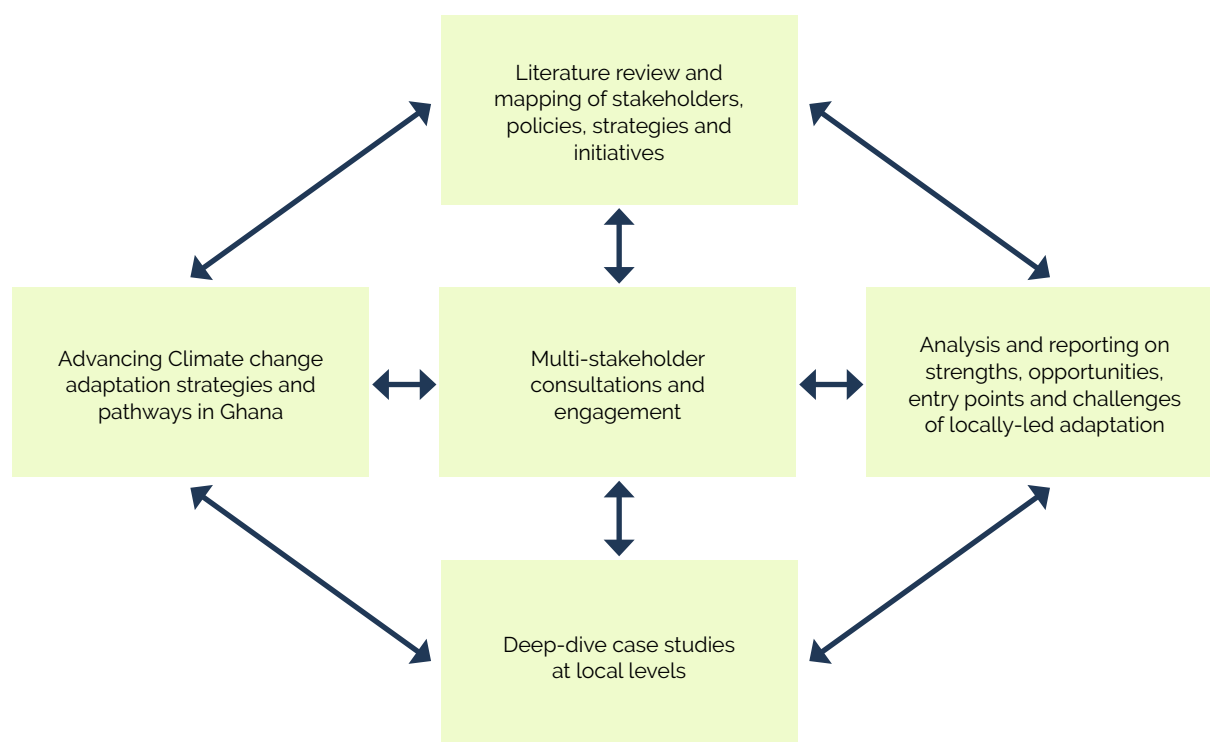 Literature review and
mapping of stakeholders,
policies, strategies and
initiatives
Advancing Climate change
adaptation strategies and
pathways in Ghana
Multi-stakeholder
consultations and
engagement
Analysis and reporting on
strengths, opportunities,
entry points and challenges
of locally-led adaptation
Deep-dive case studies
at local levels